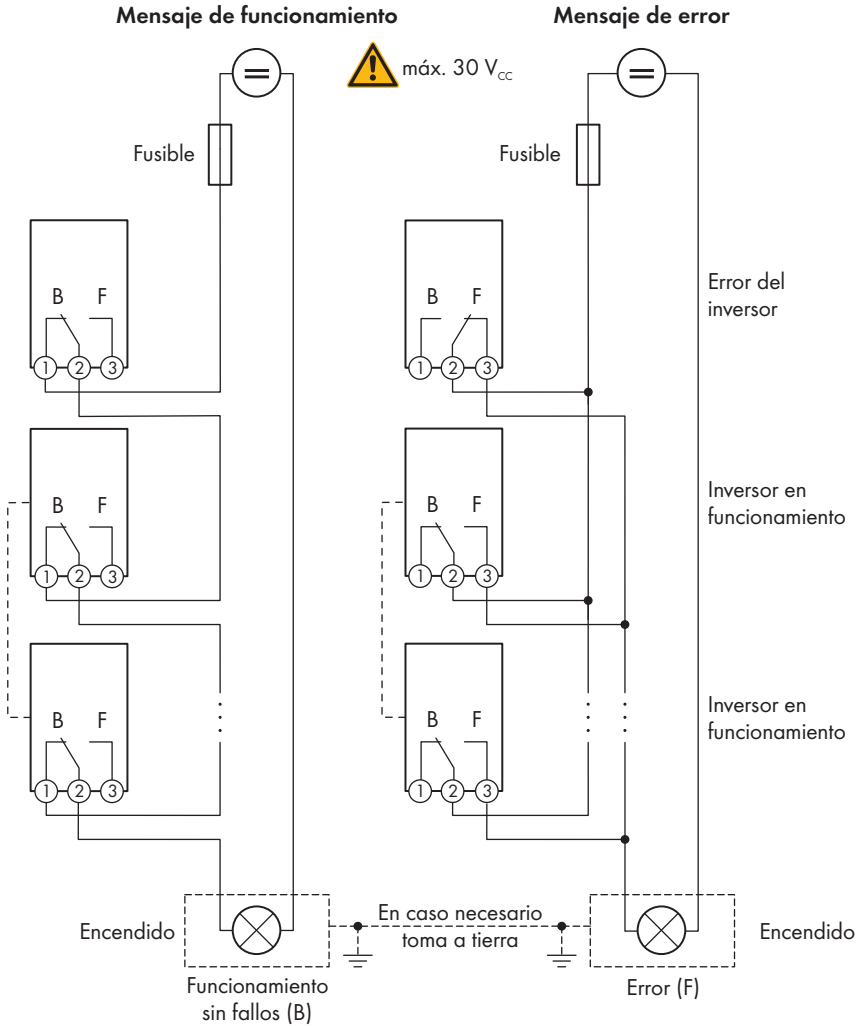 Mensaje de funcionamiento
Mensaje de error
máx. 30 Vcc
Fusible
Fusible
B F
1 2 3
B F
1 2 3
Error del
inversor
B F
1 2 3
B F
1 2 3
Inversor en
funcionamiento
B F
1 2 3
B F
1 2 3
Inversor en
funcionamiento
Encendido
En caso necesario
toma a tierra
Encendido
Funcionamiento
sin fallos (B)
Error (F)